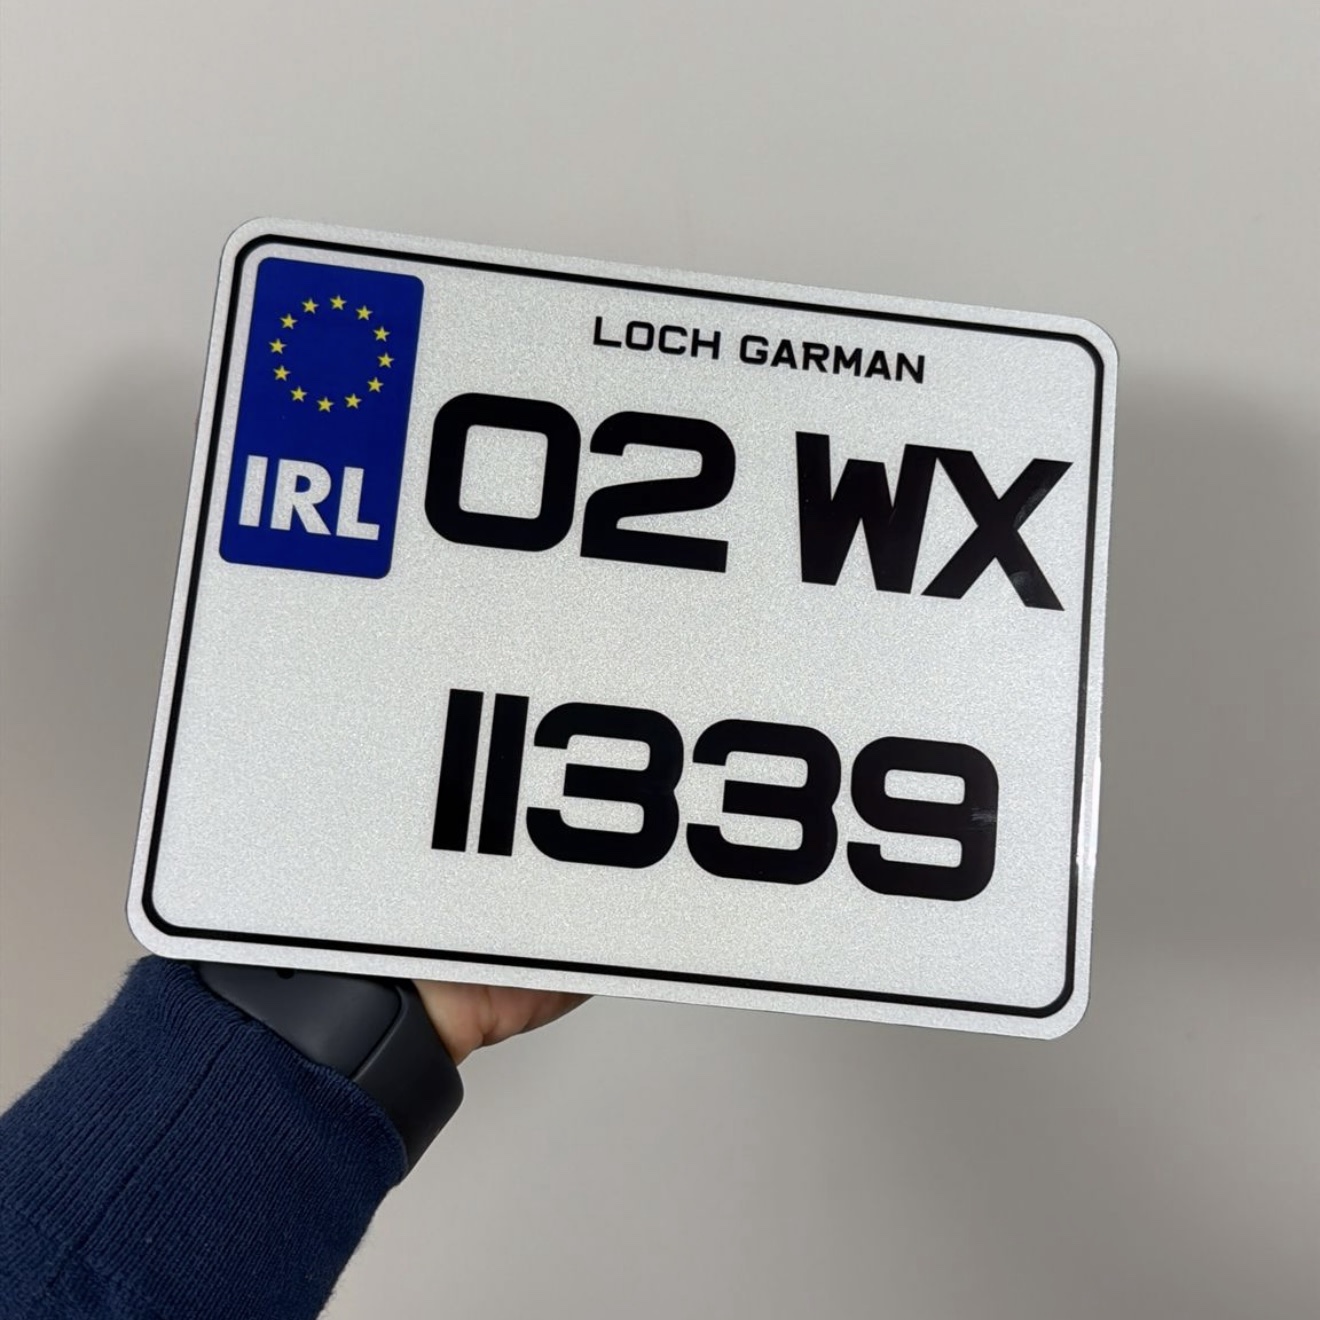 LOCH GARMAN
IRL
02 WX
11339